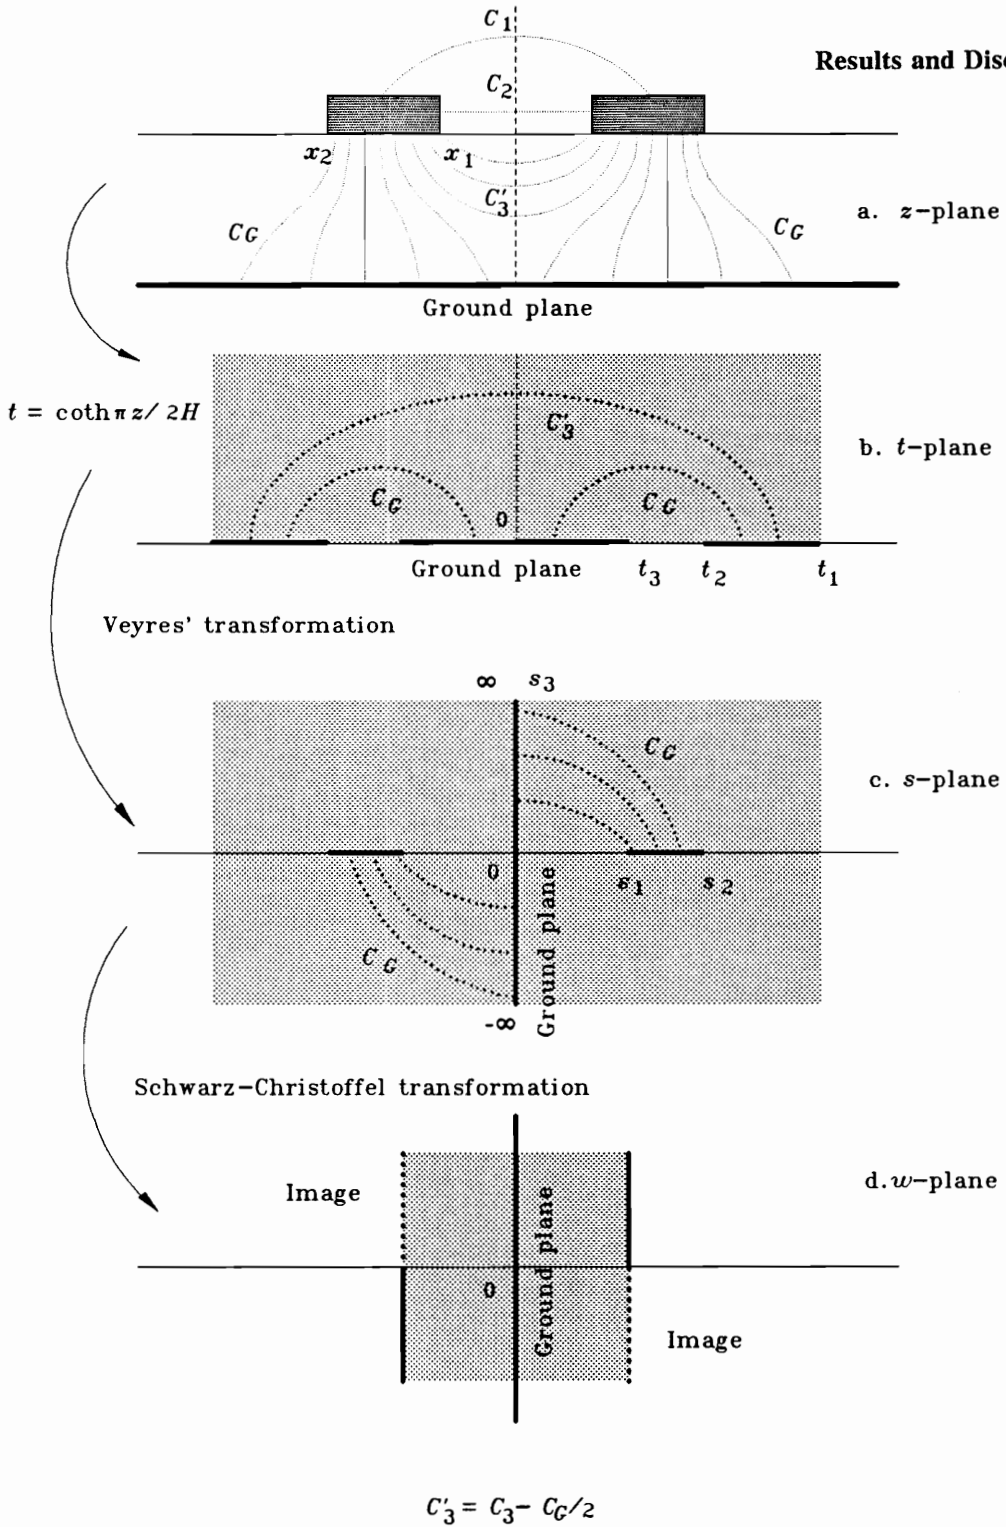 C1
Results and Disc
C2
x2
x1
C'3
CG
CG
a. z-plane
Ground plane
t = coth π z/ 2H
C'3
b. t-plane
CG
CG
0
Ground plane
t3
t2
t1
Veyres' transformation
∞
s3
CG
c. s-plane
0
s1
s2
Ground plane
CG
-∞
Schwarz-Christoffel transformation
d. w-plane
Image
Ground plane
0
Image
C'3 = C3- CG/2